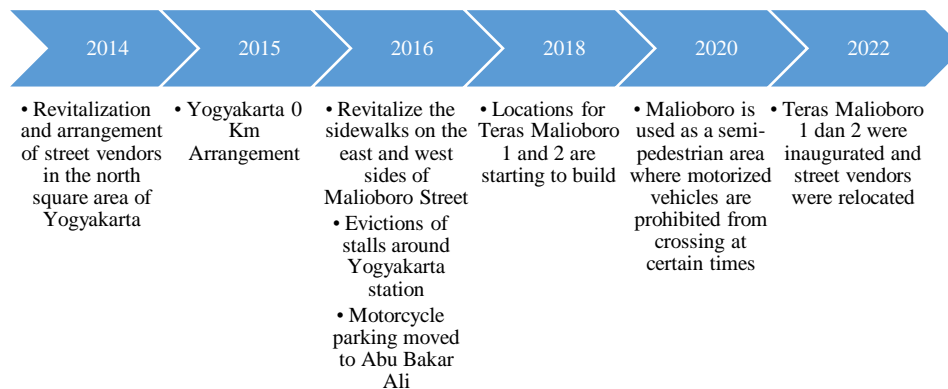 2014
2015
2016
2018
2020
2022
• Revitalization
and arrangement
of street vendors
in the north
square area of
Yogyakarta
• Yogyakarta 0
Km
Arrangement
• Revitalize the
sidewalks on the
east and west
sides of
Malioboro Street
• Evictions of
stalls around
Yogyakarta
station
• Motorcycle
parking moved
to Abu Bakar
Ali
• Locations for
Teras Malioboro
1 and 2 are
starting to build
• Malioboro is
used as a semi-
pedestrian area
where motorized
vehicles are
prohibited from
crossing at
certain times
• Teras Malioboro
1 dan 2 were
inaugurated and
street vendors
were relocated